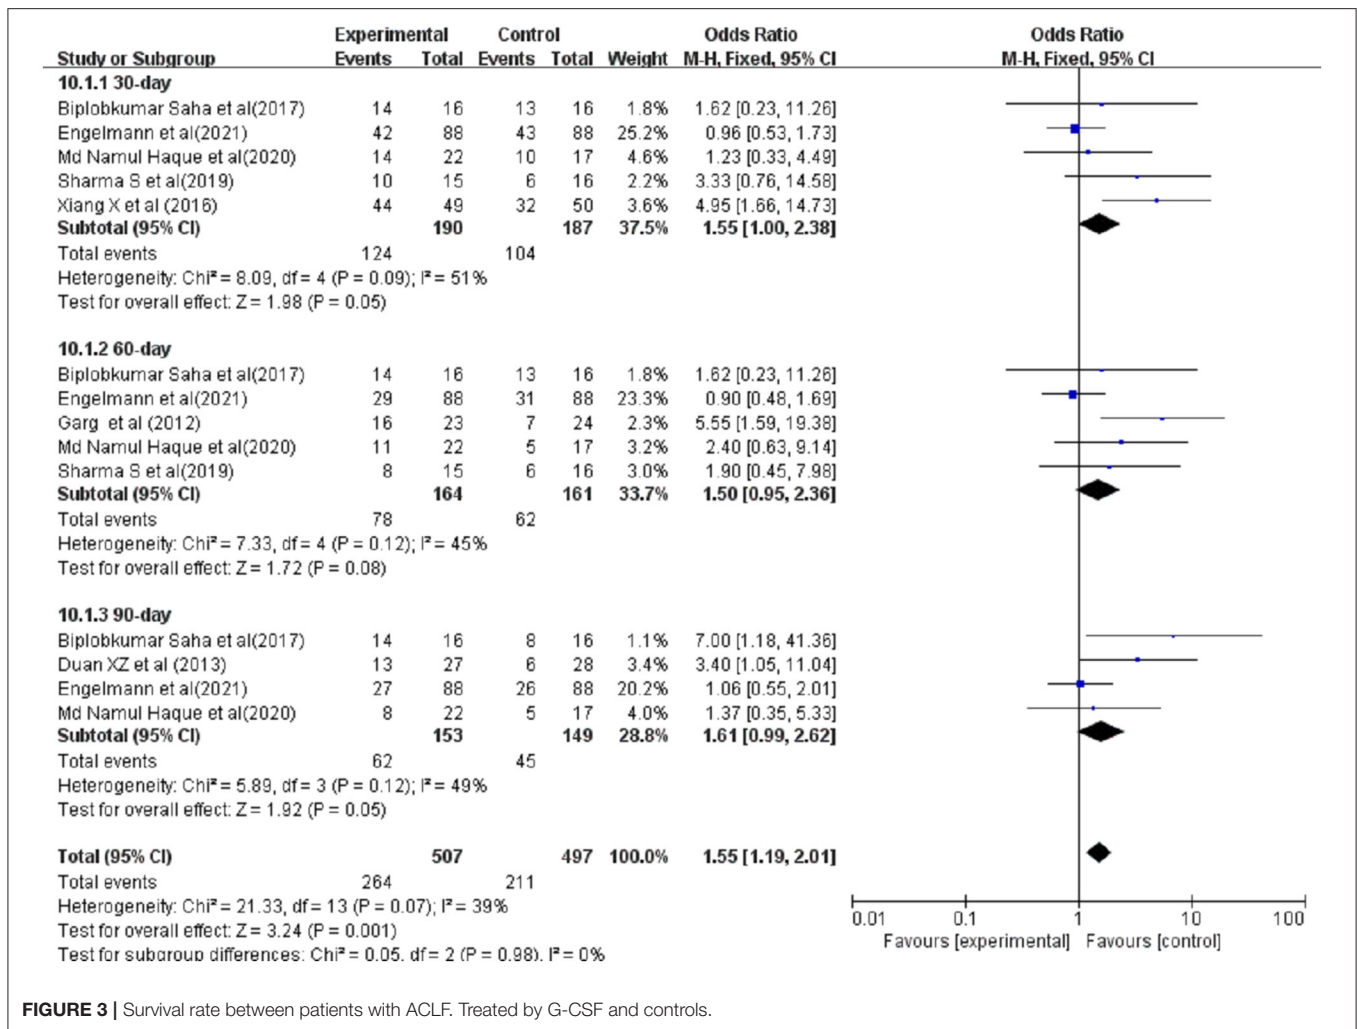 Experimental Control Odds Ratio Odds Ratio
Study or Subgroup Events Total Events Total Weight M-H, Fixed, 95% CI M-H, Fixed, 95% CI
10.1.1 30-day
Biplobkumar Saha et al(2017) 14 16 13 16 1.8% 1.62 [0.23, 11.26]
Engelmann et al(2021) 42 88 43 88 25.2% 0.96 [0.53, 1.73]
Md Namul Haque et al(2020) 14 22 10 17 4.6% 1.23 [0.33, 4.49]
Sharma S et al(2019) 10 15 6 16 2.2% 3.33 [0.76, 14.58]
Xiang X et al (2016) 44 49 32 50 3.6% 4.95 [1.66, 14.73]
Subtotal (95% CI) 190 187 37.5% 1.55 [1.00, 2.38]
Total events 124 104
Heterogeneity: Chi² = 8.09, df = 4 (P = 0.09); I² = 51%
Test for overall effect: Z = 1.98 (P = 0.05)
10.1.2 60-day
Biplobkumar Saha et al(2017) 14 16 13 16 1.8% 1.62 [0.23, 11.26]
Engelmann et al(2021) 29 88 31 88 23.3% 0.90 [0.48, 1.69]
Garg et al (2012) 16 23 7 24 2.3% 5.55 [1.59, 19.38]
Md Namul Haque et al(2020) 11 22 5 17 3.2% 2.40 [0.63, 9.14]
Sharma S et al(2019) 8 15 6 16 3.0% 1.90 [0.45, 7.98]
Subtotal (95% CI) 164 161 33.7% 1.50 [0.95, 2.36]
Total events 78 62
Heterogeneity: Chi² = 7.33, df = 4 (P = 0.12); I² = 45%
Test for overall effect: Z = 1.72 (P = 0.08)
10.1.3 90-day
Biplobkumar Saha et al(2017) 14 16 8 16 1.1% 7.00 [1.18, 41.36]
Duan XZ et al (2013) 13 27 6 28 3.4% 3.40 [1.05, 11.04]
Engelmann et al(2021) 27 88 26 88 20.2% 1.06 [0.55, 2.01]
Md Namul Haque et al(2020) 8 22 5 17 4.0% 1.37 [0.35, 5.33]
Subtotal (95% CI) 153 149 28.8% 1.61 [0.99, 2.62]
Total events 62 45
Heterogeneity: Chi² = 5.89, df = 3 (P = 0.12); I² = 49%
Test for overall effect: Z = 1.92 (P = 0.05)
Total (95% CI) 507 497 100.0% 1.55 [1.19, 2.01]
Total events 264 211
Heterogeneity: Chi² = 21.33, df = 13 (P = 0.07); I² = 39%
Test for overall effect: Z = 3.24 (P = 0.001)
Test for subgroup differences: Chi² = 0.05, df = 2 (P = 0.98), I² = 0%
0.01 0.1 1 10 100
Favours [experimental] Favours [control]
FIGURE 3 | Survival rate between patients with ACLF. Treated by G-CSF and controls.